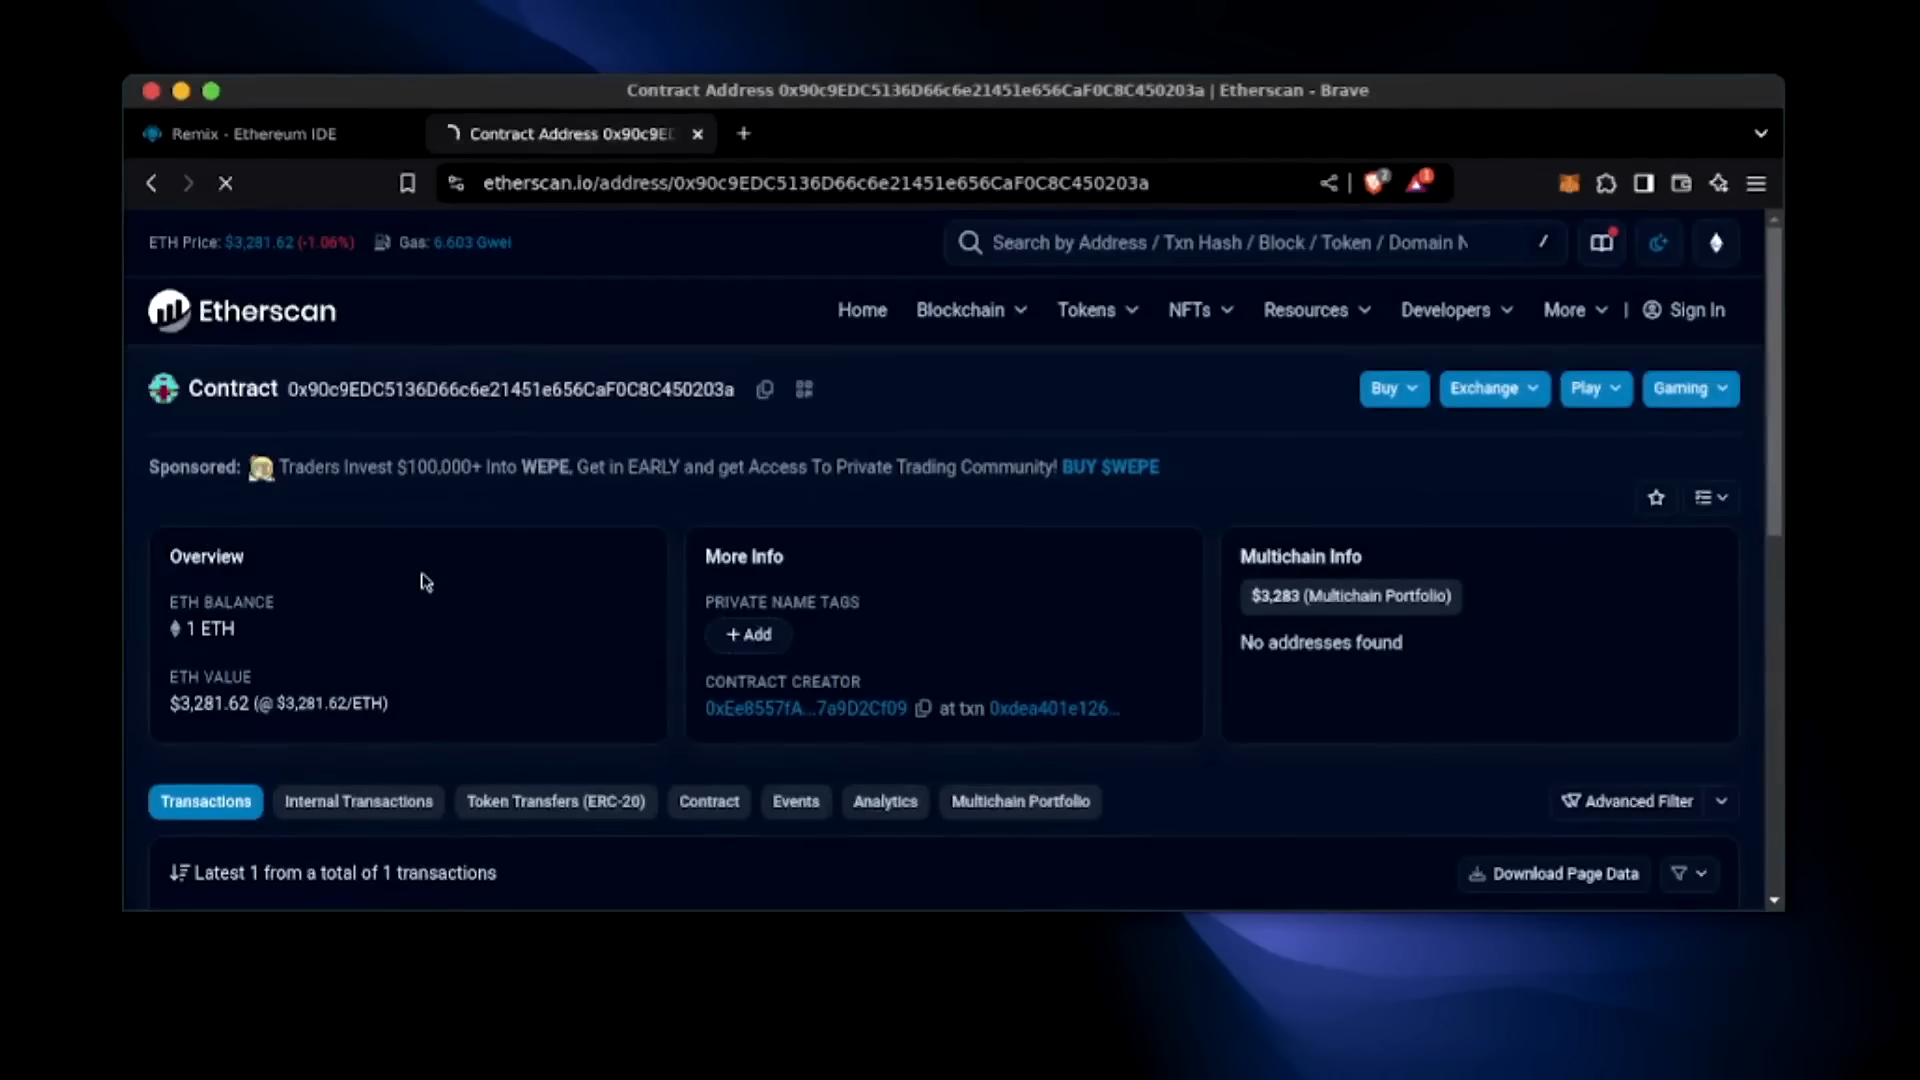 Contract Address 0x90c9EDC5136D66c6e21451e656CaF0C8C450203a | Etherscan - Brave
Remix - Ethereum IDE
Contract Address 0x90c9E
etherscan.io/address/0x90c9EDC5136D66c6e21451e656CaF0C8C450203a
2
1
ETH Price: $3,281.62 (-1.06%) Gas: 6.603 Gwei
Search by Address / Txn Hash / Block / Token / Domain N
/
Etherscan
Home Blockchain Tokens NFTs Resources Developers More | Sign In
Contract 0x90c9EDC5136D66c6e21451e656CaF0C8C450203a
Buy Exchange Play Gaming
Sponsored: Traders Invest $100,000+ Into WEPE, Get in EARLY and get Access To Private Trading Community! BUY $WEPE
Overview
ETH BALANCE
1 ETH
ETH VALUE
$3,281.62 (@ $3,281.62/ETH)
More Info
PRIVATE NAME TAGS
+ Add
CONTRACT CREATOR
0xEe8557fA...7a9D2Cf09 at txn 0xdea401e126...
Multichain Info
$3,283 (Multichain Portfolio)
No addresses found
Transactions Internal Transactions Token Transfers (ERC-20) Contract Events Analytics Multichain Portfolio
Advanced Filter
Latest 1 from a total of 1 transactions
Download Page Data